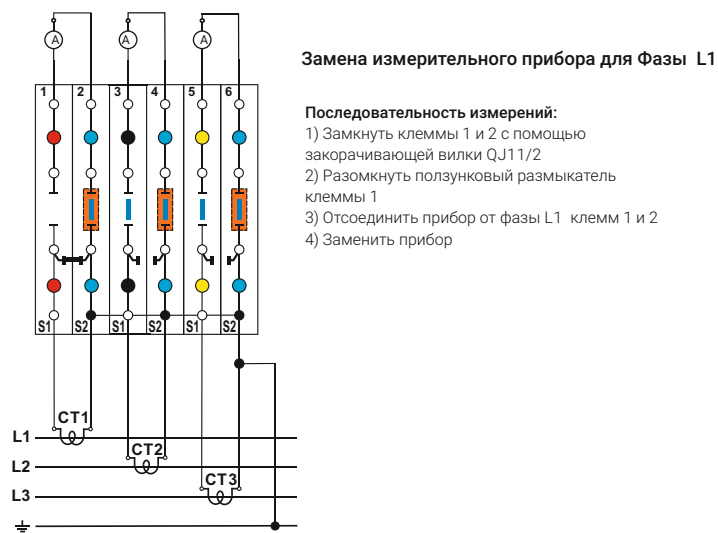 A A A
Замена измерительного прибора для Фазы L1
1 2 3 4 5 6
Последовательность измерений:
1) Замкнуть клеммы 1 и 2 с помощью
закорачивающей вилки QJ11/2
2) Разомкнуть ползунковый размыкатель
клеммы 1
3) Отсоединить прибор от фазы L1 клемм 1 и 2
4) Заменить прибор
S1 S2 S1 S2 S1 S2
CT1
L1
CT2
L2
CT3
L3